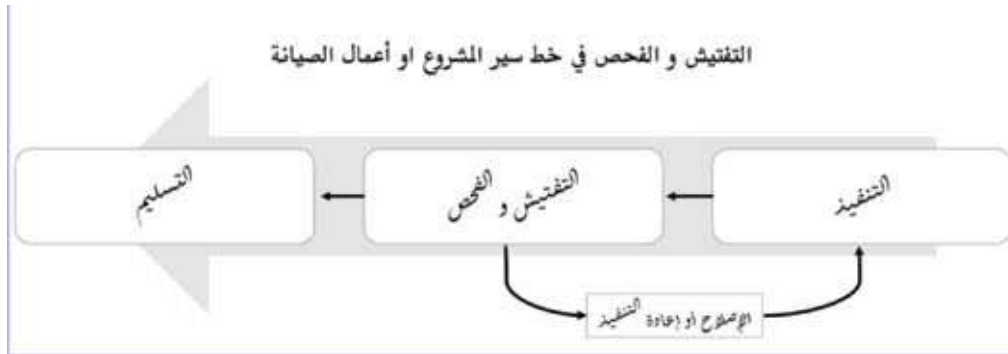 التفتيش و الفحص في خط سير المشروع او أعمال الصيانة
التنفيذ
التفتيش و الفحص
التسليم
الإصلاح أو إعادة التنفيذ